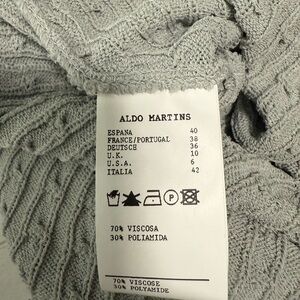 ALDO MARTINS
ESPANA 40
FRANCE/PORTUGAL 38
DEUTSCH 36
U.K. 10
U.S.A. 6
ITALIA 42
P
70% VISCOSA
30% POLIAMIDA
70% VISCOSE
30% POLYAMIDE